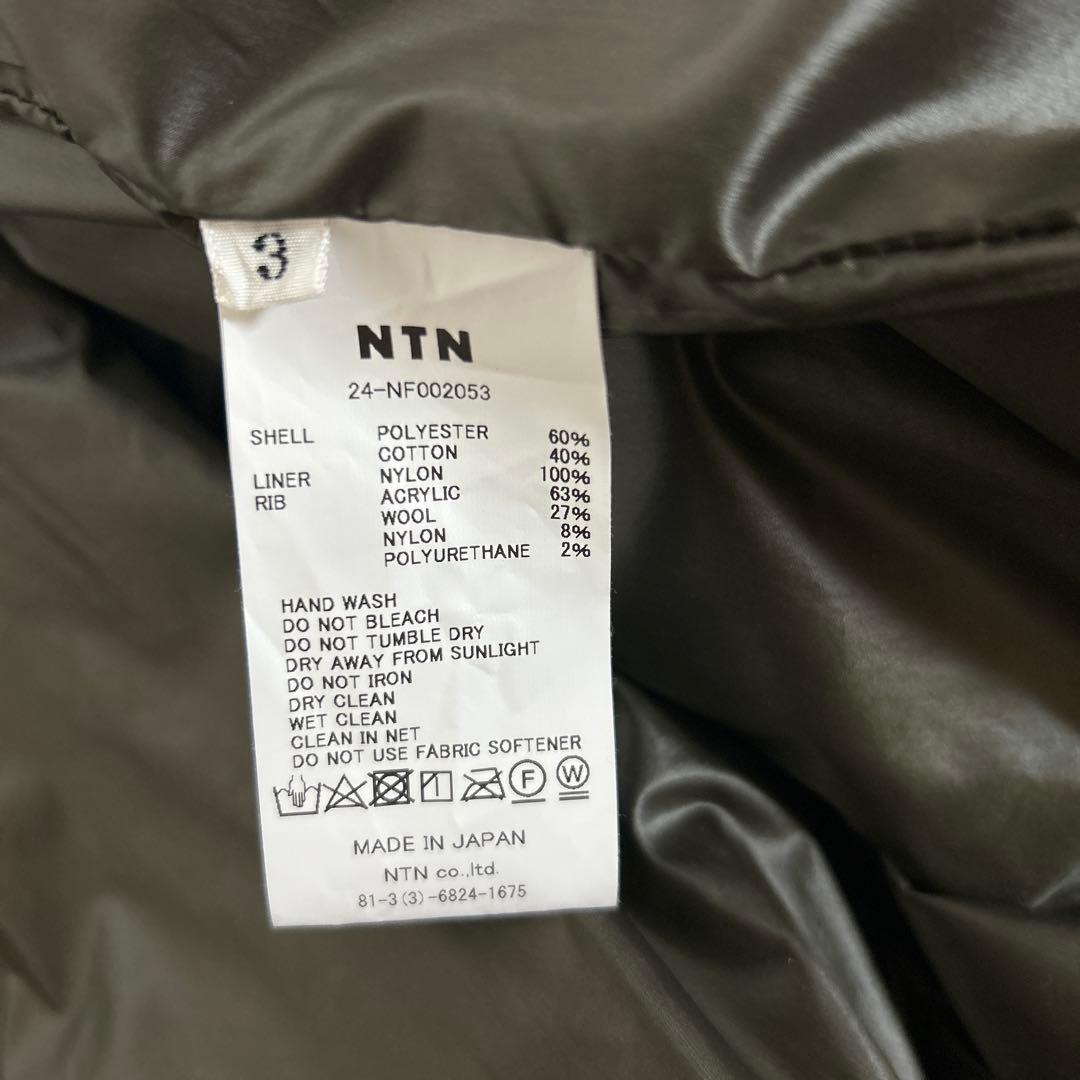 3
NTN
24-NF002053
SHELL POLYESTER 60%
COTTON 40%
LINER NYLON 100%
RIB ACRYLIC 63%
WOOL 27%
NYLON 8%
POLYURETHANE 2%
HAND WASH
DO NOT BLEACH
DO NOT TUMBLE DRY
DRY AWAY FROM SUNLIGHT
DO NOT IRON
DRY CLEAN
WET CLEAN
CLEAN IN NET
DO NOT USE FABRIC SOFTENER
F W
MADE IN JAPAN
NTN co.,ltd.
81-3(3)-6824-1675